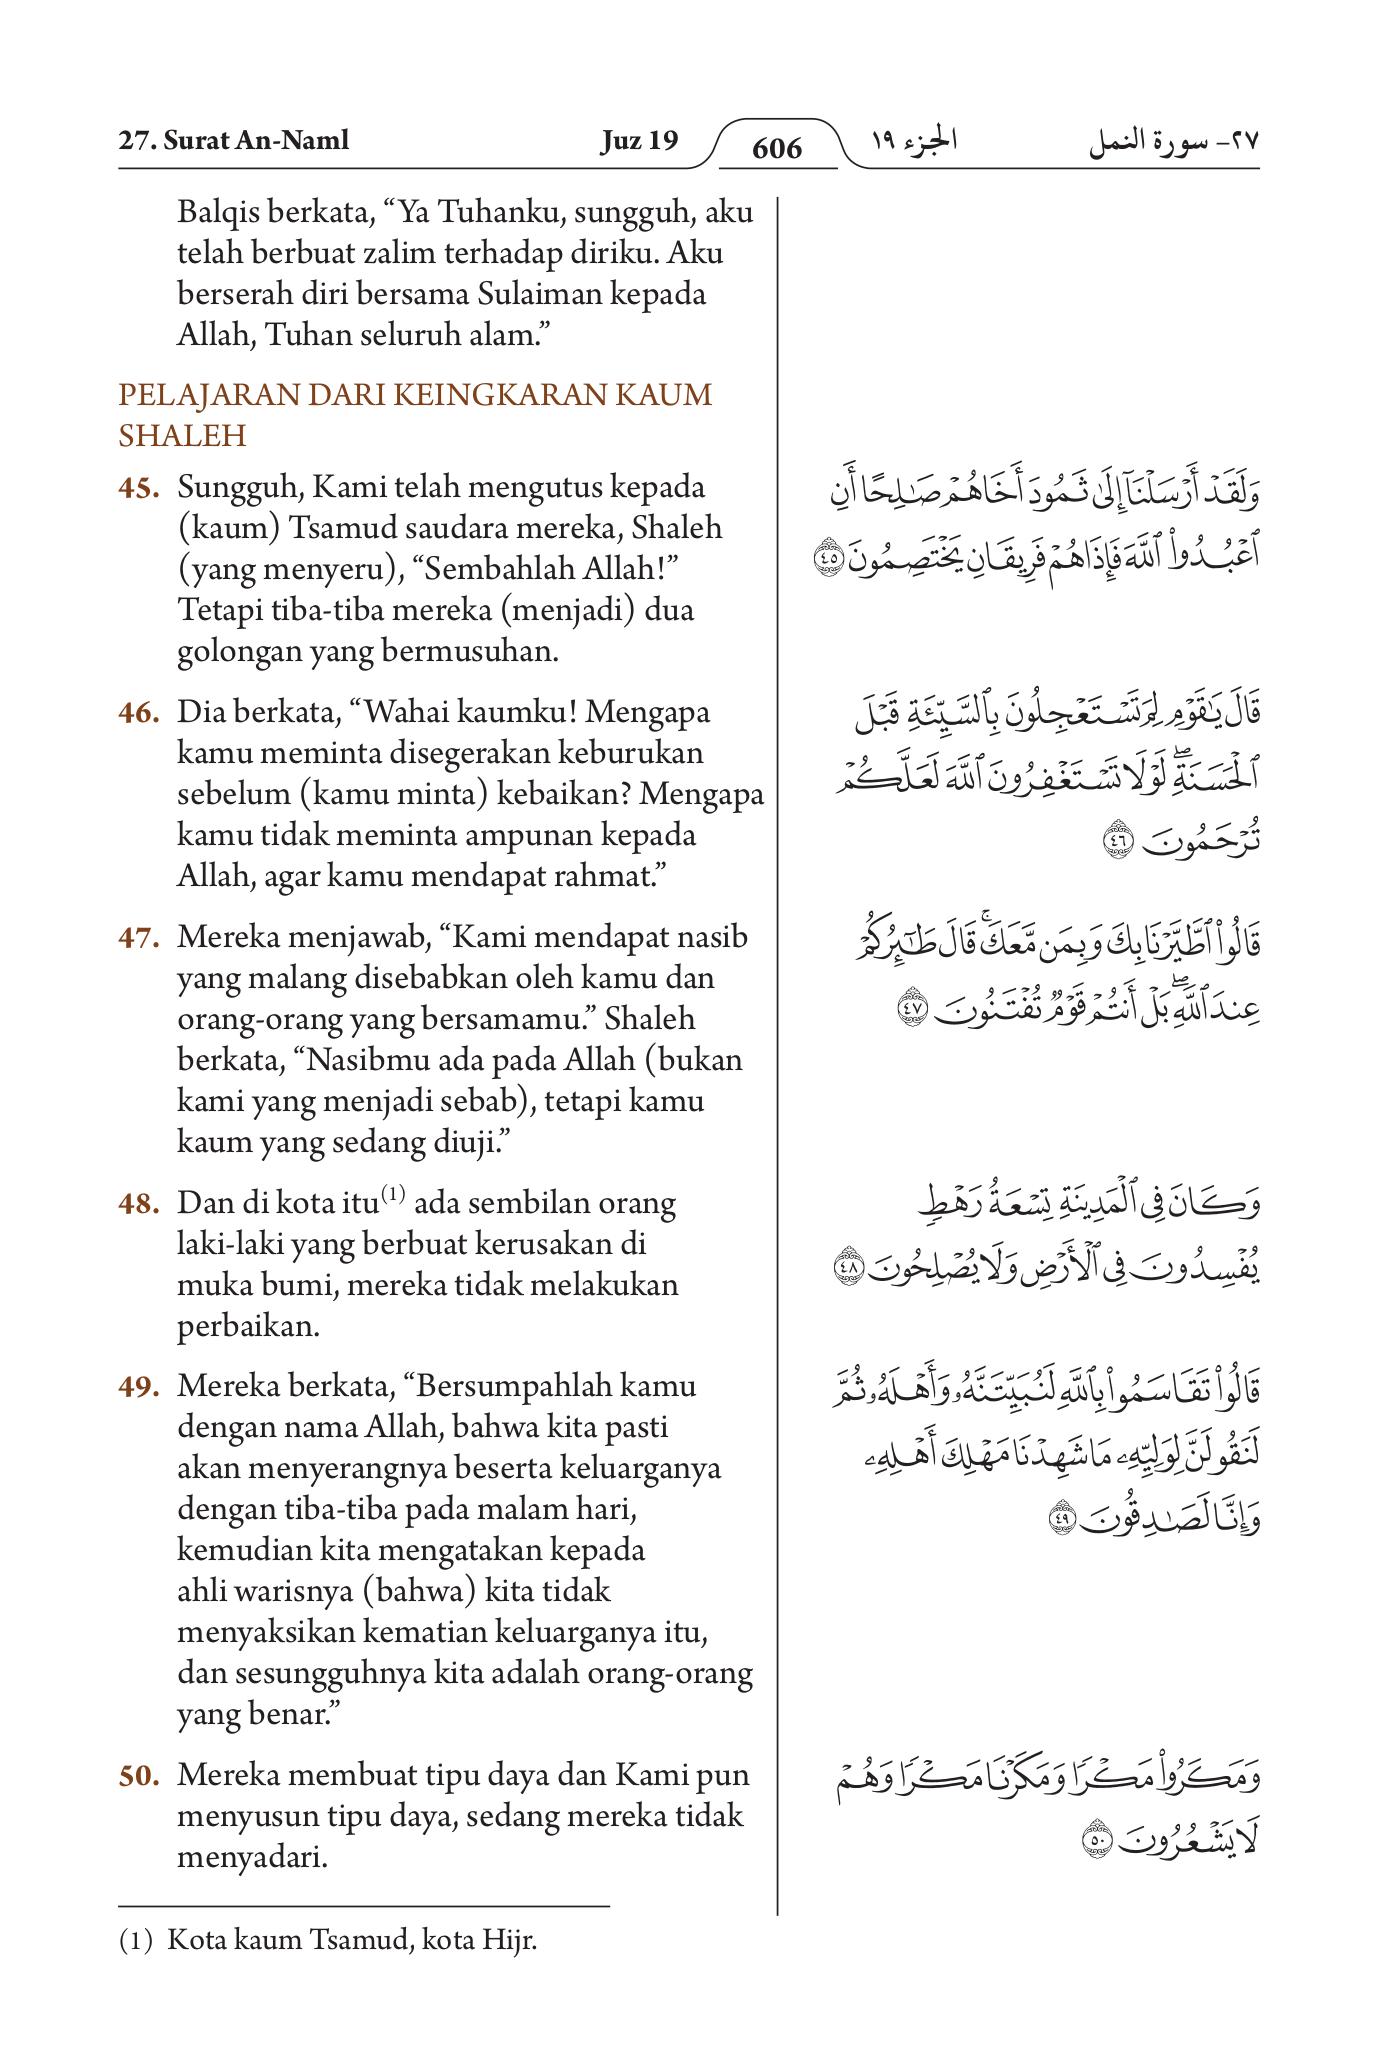 27. Surat An-Naml
Juz 19
606
الجزء ١٩
٢٧- سورة النمل
Balqis berkata, “Ya Tuhanku, sungguh, aku
telah berbuat zalim terhadap diriku. Aku
berserah diri bersama Sulaiman kepada
Allah, Tuhan seluruh alam.”
PELAJARAN DARI KEINGKARAN KAUM
SHALEH
45. Sungguh, Kami telah mengutus kepada
(kaum) Tsamud saudara mereka, Shaleh
(yang menyeru), “Sembahlah Allah!”
Tetapi tiba-tiba mereka (menjadi) dua
golongan yang bermusuhan.
46. Dia berkata, “Wahai kaumku! Mengapa
kamu meminta disegerakan keburukan
sebelum (kamu minta) kebaikan? Mengapa
kamu tidak meminta ampunan kepada
Allah, agar kamu mendapat rahmat.”
47. Mereka menjawab, “Kami mendapat nasib
yang malang disebabkan oleh kamu dan
orang-orang yang bersamamu.” Shaleh
berkata, “Nasibmu ada pada Allah (bukan
kami yang menjadi sebab), tetapi kamu
kaum yang sedang diuji.”
48. Dan di kota itu(1) ada sembilan orang
laki-laki yang berbuat kerusakan di
muka bumi, mereka tidak melakukan
perbaikan.
49. Mereka berkata, “Bersumpahlah kamu
dengan nama Allah, bahwa kita pasti
akan menyerangnya beserta keluarganya
dengan tiba-tiba pada malam hari,
kemudian kita mengatakan kepada
ahli warisnya (bahwa) kita tidak
menyaksikan kematian keluarganya itu,
dan sesungguhnya kita adalah orang-orang
yang benar.”
50. Mereka membuat tipu daya dan Kami pun
menyusun tipu daya, sedang mereka tidak
menyadari.
وَلَقَدۡ أَرۡسَلۡنَآ إِلَىٰ ثَمُودَ أَخَاهُمۡ صَٰلِحًا أَنِ
ٱعۡبُدُواْ ٱللَّهَ فَإِذَا هُمۡ فَرِيقَانِ يَخۡتَصِمُونَ ٤٥
قَالَ يَٰقَوۡمِ لِمَ تَسۡتَعۡجِلُونَ بِٱلسَّيِّئَةِ قَبۡلَ
ٱلۡحَسَنَةِۖ لَوۡلَا تَسۡتَغۡفِرُونَ ٱللَّهَ لَعَلَّكُمۡ
تُرۡحَمُونَ ٤٦
قَالُواْ ٱطَّيَّرۡنَا بِكَ وَبِمَن مَّعَكَۚ قَالَ طَٰٓئِرُكُمۡ
عِندَ ٱللَّهِۖ بَلۡ أَنتُمۡ قَوۡمٞ تُفۡتَنُونَ ٤٧
وَكَانَ فِي ٱلۡمَدِينَةِ تِسۡعَةُ رَهۡطٖ
يُفۡسِدُونَ فِي ٱلۡأَرۡضِ وَلَا يُصۡلِحُونَ ٤٨
قَالُواْ تَقَاسَمُواْ بِٱللَّهِ لَنُبَيِّتَنَّهُۥ وَأَهۡلَهُۥ ثُمَّ
لَنَقُولَنَّ لِوَلِيِّهِۦ مَا شَهِدۡنَا مَهۡلِكَ أَهۡلِهِۦ
وَإِنَّا لَصَٰدِقُونَ ٤٩
وَمَكَرُواْ مَكۡرٗا وَمَكَرۡنَا مَكۡرٗا وَهُمۡ
لَا يَشۡعُرُونَ ٥٠
(1) Kota kaum Tsamud, kota Hijr.